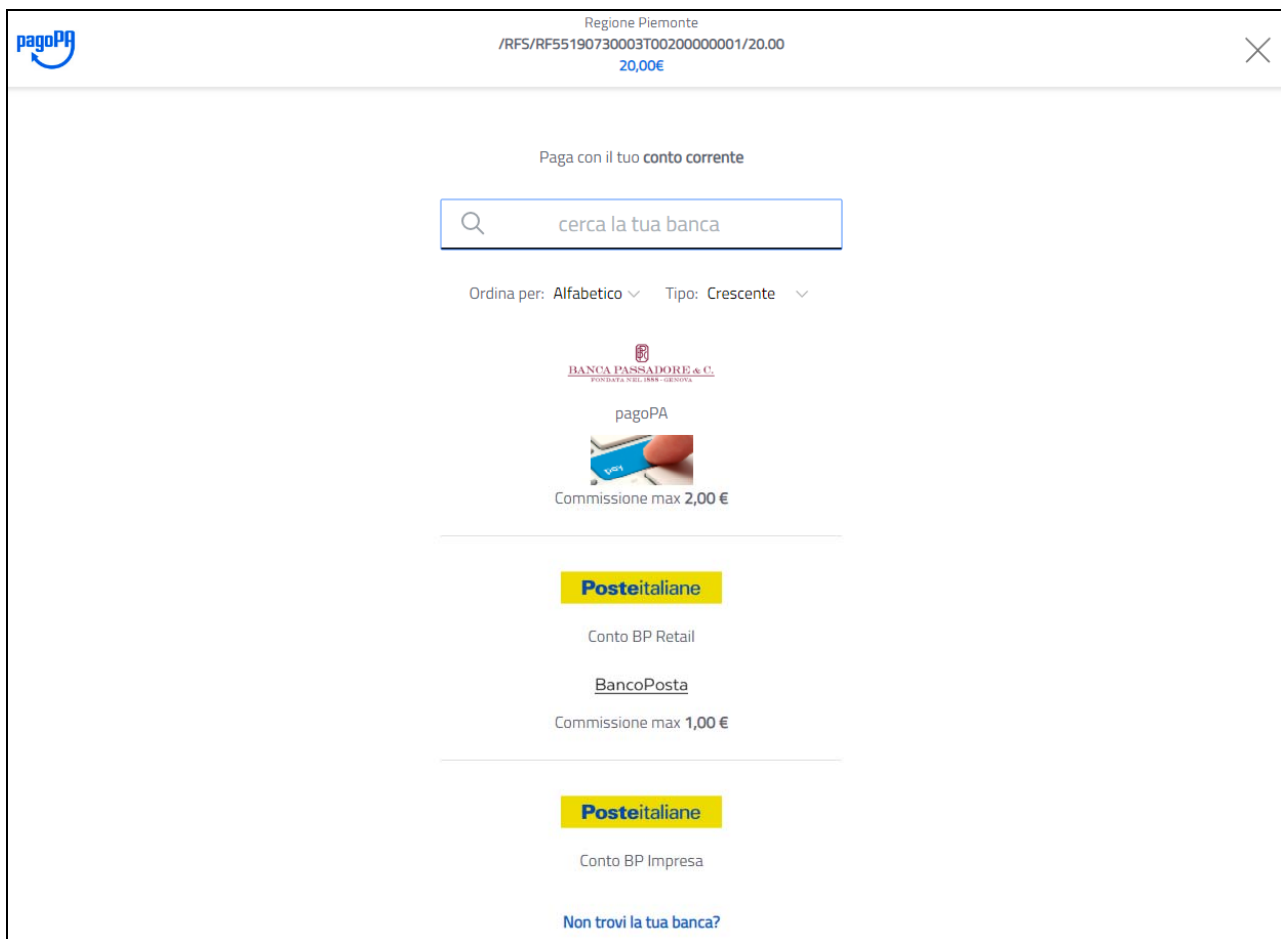 pagoPA
Regione Piemonte
/RFS/RF55190730003T00200000001/20.00
20,00€
Paga con il tuo conto corrente
cerca la tua banca
Ordina per: Alfabetico Tipo: Crescente
BANCA PASSADORE & C.
FONDATA NEL 1888 - GENOVA
pagoPA
pay
Commissione max 2,00 €
Posteitaliane
Conto BP Retail
BancoPosta
Commissione max 1,00 €
Posteitaliane
Conto BP Impresa
Non trovi la tua banca?